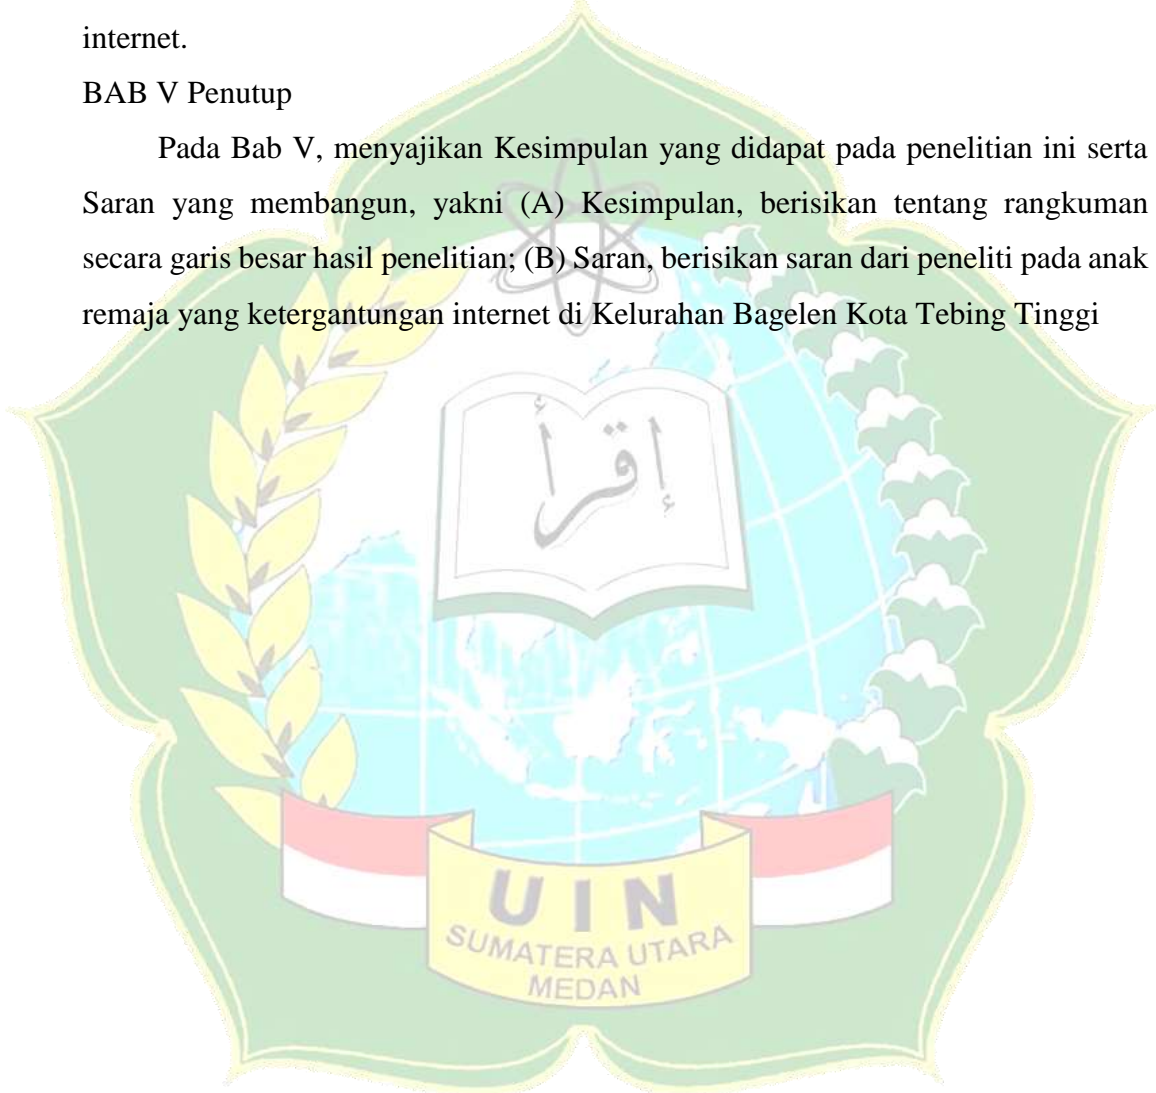 internet.
BAB V Penutup
Pada Bab V, menyajikan Kesimpulan yang didapat pada penelitian ini serta
Saran yang membangun, yakni (A) Kesimpulan, berisikan tentang rangkuman
secara garis besar hasil penelitian; (B) Saran, berisikan saran dari peneliti pada anak
remaja yang ketergantungan internet di Kelurahan Bagelen Kota Tebing Tinggi
إقرأ
UIN
SUMATERA UTARA
MEDAN